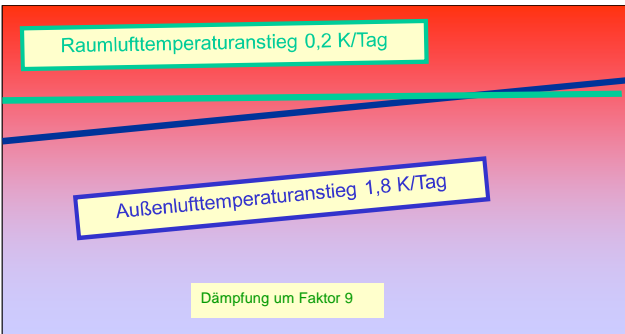 Raumlufttemperaturanstieg 0,2 K/Tag
Außenlufttemperaturanstieg 1,8 K/Tag
Dämpfung um Faktor 9